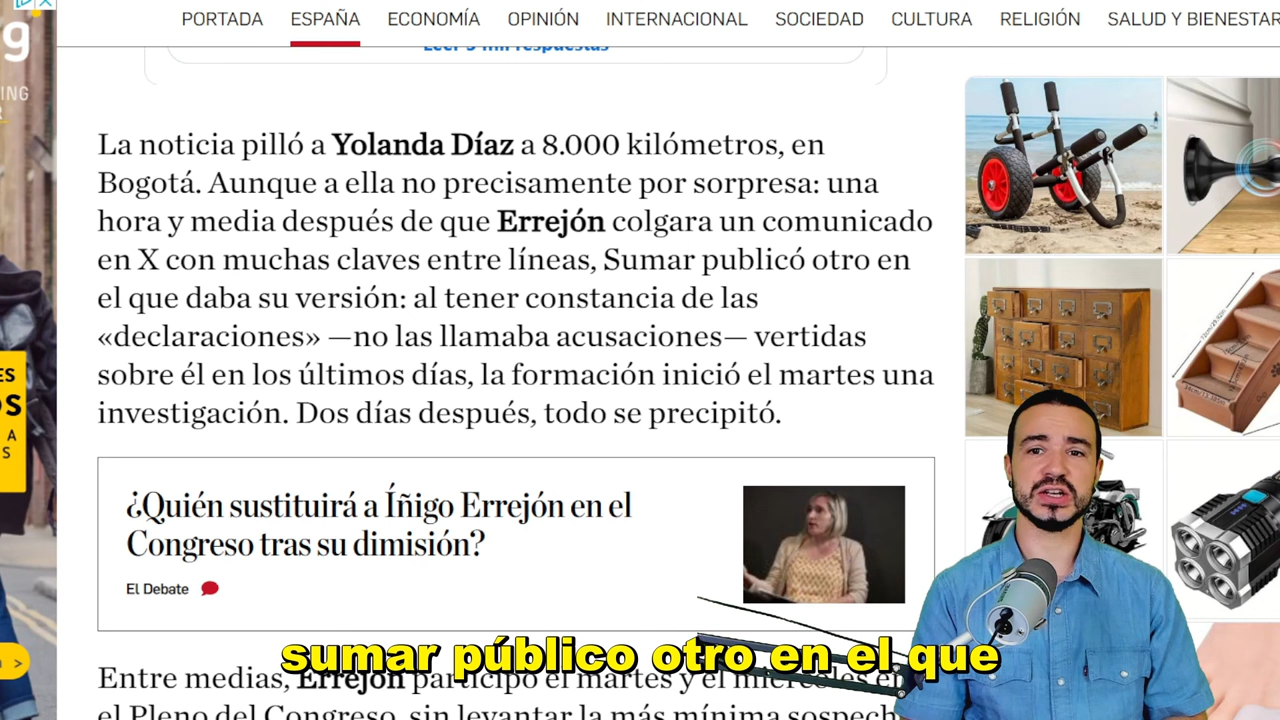 PORTADA ESPAÑA ECONOMÍA OPINIÓN INTERNACIONAL SOCIEDAD CULTURA RELIGIÓN SALUD Y BIENESTAR
g
ING
La noticia pilló a Yolanda Díaz a 8.000 kilómetros, en
Bogotá. Aunque a ella no precisamente por sorpresa: una
hora y media después de que Errejón colgara un comunicado
en X con muchas claves entre líneas, Sumar publicó otro en
el que daba su versión: al tener constancia de las
«declaraciones» —no las llamaba acusaciones— vertidas
sobre él en los últimos días, la formación inició el martes una
investigación. Dos días después, todo se precipitó.
ES
OS
A
S
¿Quién sustituirá a Íñigo Errejón en el
Congreso tras su dimisión?
El Debate
sumar público otro en el que
Entre medias, Errejón participó el martes y el miércoles en
el Pleno del Congreso, sin levantar la más mínima sospech